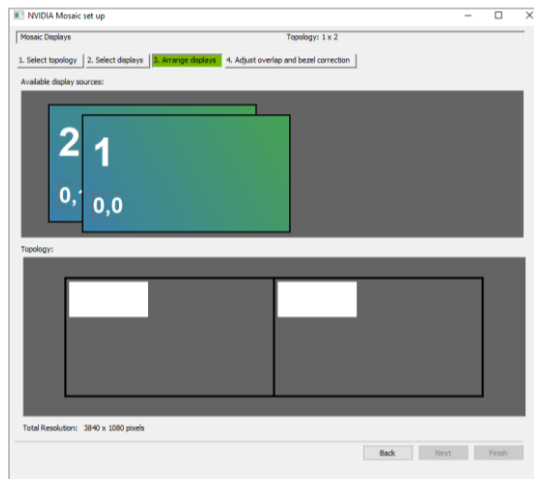 NVIDIA Mosaic set up
Mosaic Displays Topology: 1 x 2
1. Select topology 2. Select displays 3. Arrange displays 4. Adjust overlap and bezel correction
Available display sources:
2
1
0,
0,0
Topology:
Total Resolution: 3840 x 1080 pixels
Back Next Finish